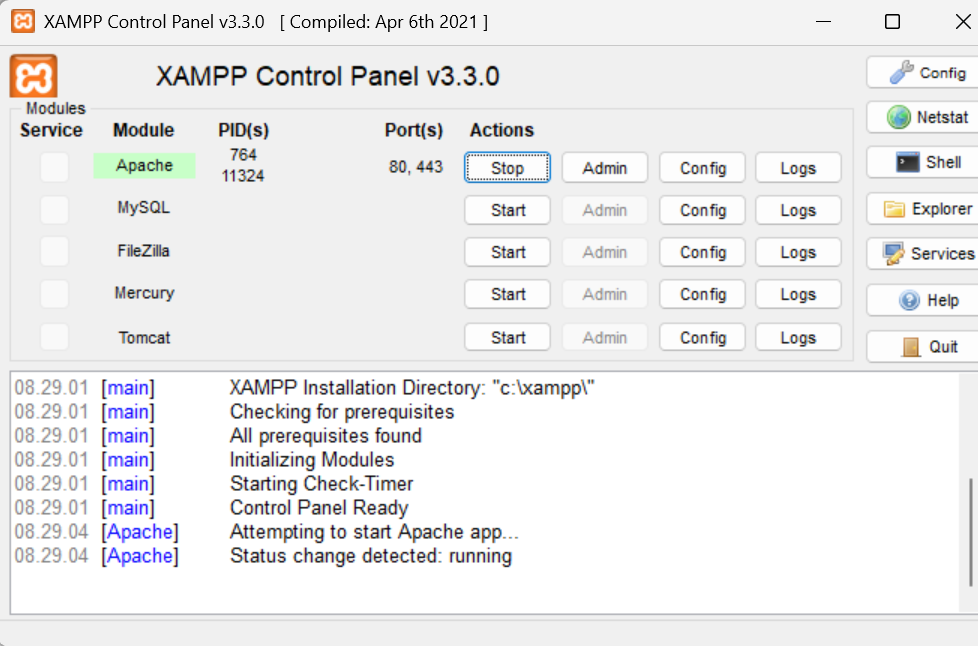 XAMPP Control Panel v3.3.0 [ Compiled: Apr 6th 2021 ]
XAMPP Control Panel v3.3.0
Config
Modules
Service Module PID(s) Port(s) Actions
Netstat
Apache 764 11324 80, 443 Stop Admin Config Logs
Shell
MySQL Start Admin Config Logs
Explorer
FileZilla Start Admin Config Logs
Services
Mercury Start Admin Config Logs
Help
Tomcat Start Admin Config Logs
Quit
08.29.01 [main] XAMPP Installation Directory: "c:\xampp\"
08.29.01 [main] Checking for prerequisites
08.29.01 [main] All prerequisites found
08.29.01 [main] Initializing Modules
08.29.01 [main] Starting Check-Timer
08.29.01 [main] Control Panel Ready
08.29.04 [Apache] Attempting to start Apache app...
08.29.04 [Apache] Status change detected: running